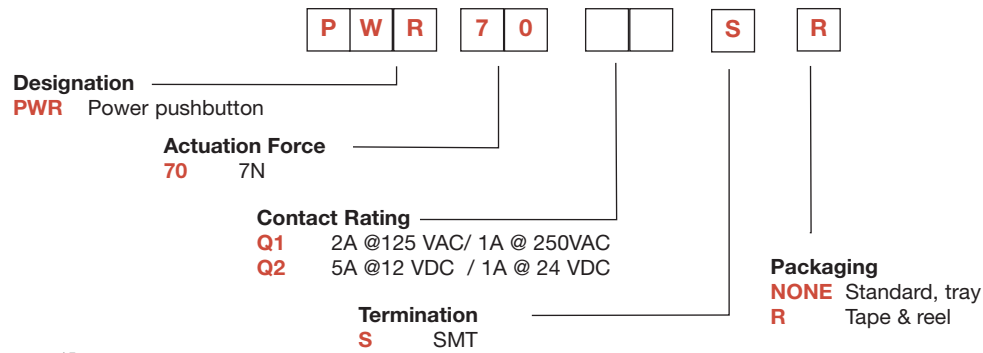 P W R 7 0 S R
Designation
PWR Power pushbutton
Actuation Force
70 7N
Contact Rating
Q1 2A @125 VAC/ 1A @ 250VAC
Q2 5A @12 VDC / 1A @ 24 VDC
Termination
S SMT
Packaging
NONE Standard, tray
R Tape & reel